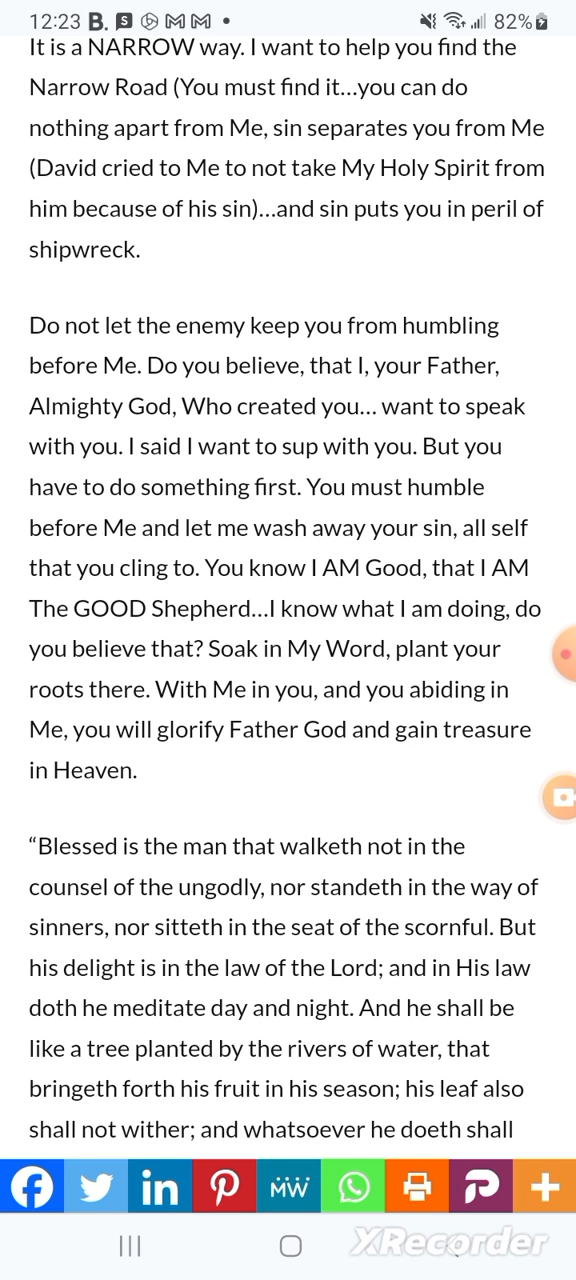 12:23 B. S M M • 82%
It is a NARROW way. I want to help you find the
Narrow Road (You must find it...you can do
nothing apart from Me, sin separates you from Me
(David cried to Me to not take My Holy Spirit from
him because of his sin)...and sin puts you in peril of
shipwreck.
Do not let the enemy keep you from humbling
before Me. Do you believe, that I, your Father,
Almighty God, Who created you... want to speak
with you. I said I want to sup with you. But you
have to do something first. You must humble
before Me and let me wash away your sin, all self
that you cling to. You know I AM Good, that I AM
The GOOD Shepherd...I know what I am doing, do
you believe that? Soak in My Word, plant your
roots there. With Me in you, and you abiding in
Me, you will glorify Father God and gain treasure
in Heaven.
“Blessed is the man that walketh not in the
counsel of the ungodly, nor standeth in the way of
sinners, nor sitteth in the seat of the scornful. But
his delight is in the law of the Lord; and in His law
doth he meditate day and night. And he shall be
like a tree planted by the rivers of water, that
bringeth forth his fruit in his season; his leaf also
shall not wither; and whatsoever he doeth shall
MW
XRecorder